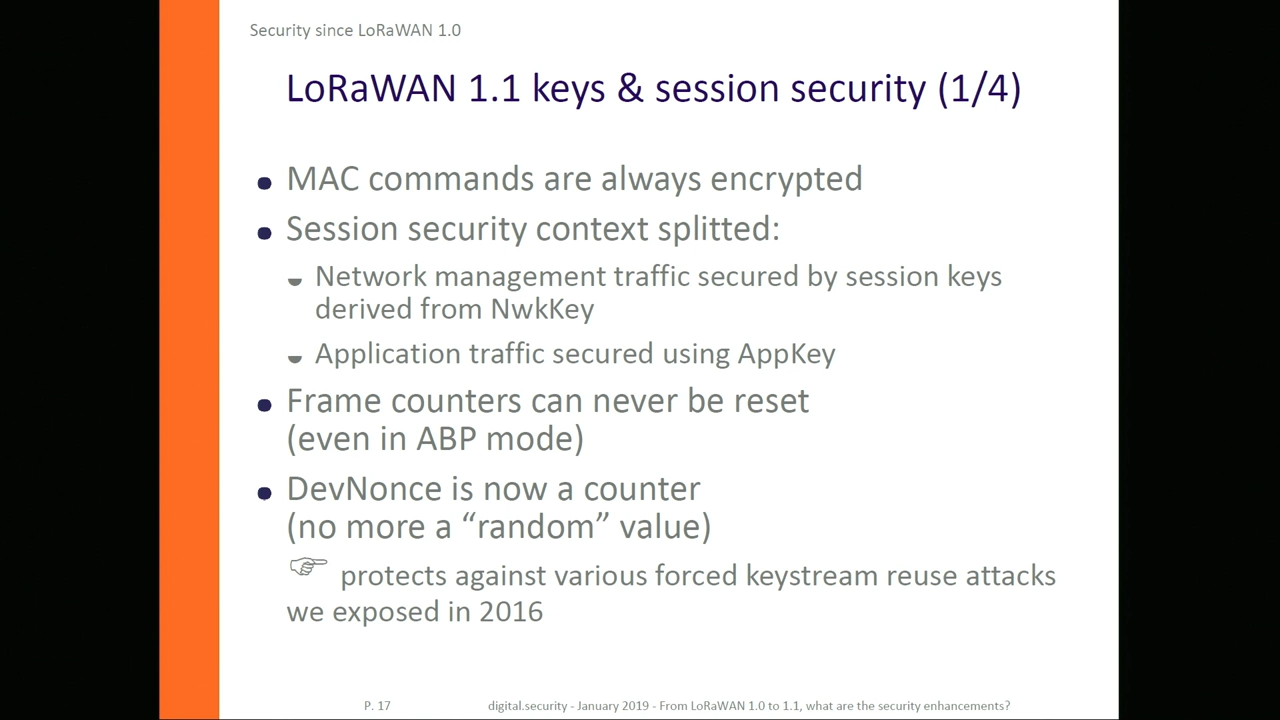 Security since LoRaWAN 1.0
LoRaWAN 1.1 keys & session security (1/4)
MAC commands are always encrypted
Session security context splitted:
Network management traffic secured by session keys
derived from NwkKey
Application traffic secured using AppKey
Frame counters can never be reset
(even in ABP mode)
DevNonce is now a counter
(no more a “random” value)
☞ protects against various forced keystream reuse attacks
we exposed in 2016
P. 17 digital.security - January 2019 - From LoRaWAN 1.0 to 1.1, what are the security enhancements?